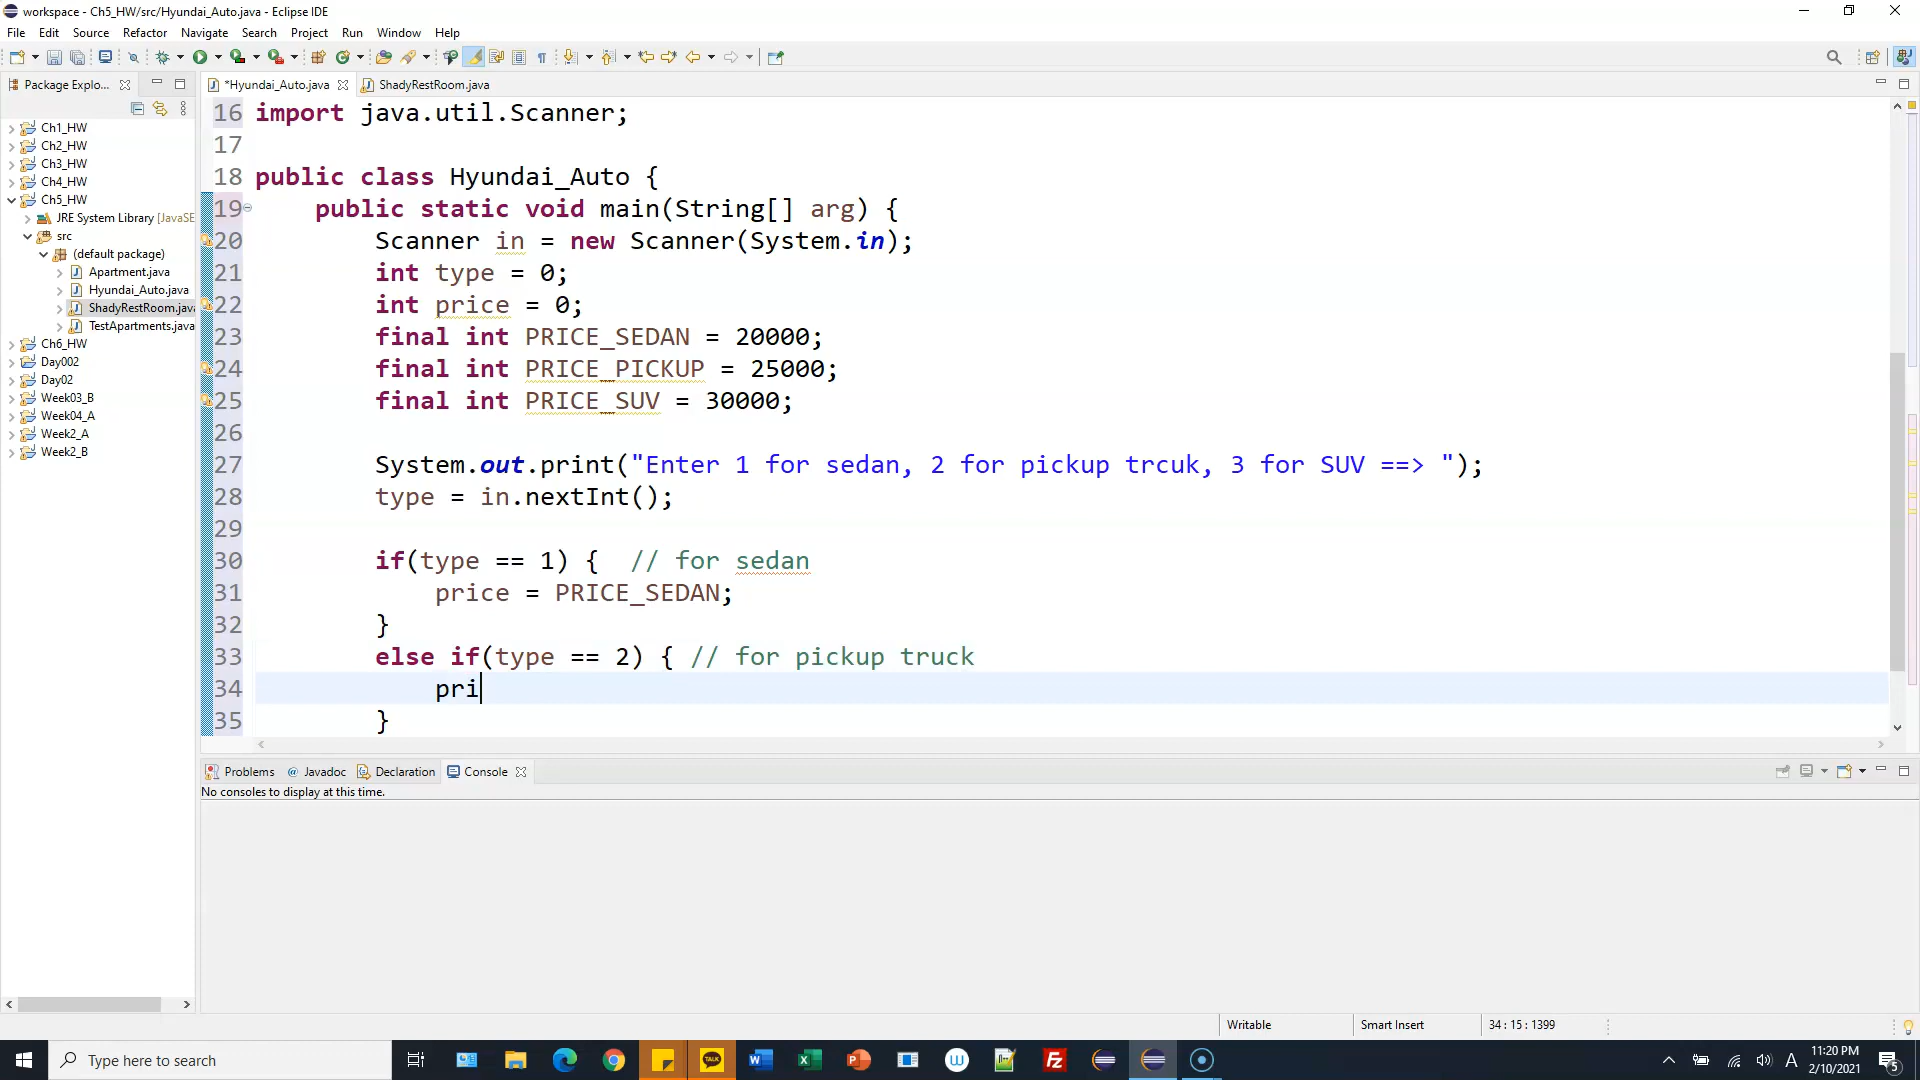 workspace - Ch5_HW/src/Hyundai_Auto.java - Eclipse IDE
File Edit Source Refactor Navigate Search Project Run Window Help
Package Explo...
*Hyundai_Auto.java ShadyRestRoom.java
Ch1_HW
Ch2_HW
Ch3_HW
Ch4_HW
Ch5_HW
JRE System Library [JavaSE
src
(default package)
Apartment.java
Hyundai_Auto.java
ShadyRestRoom.java
TestApartments.java
Ch6_HW
Day002
Day02
Week03_B
Week04_A
Week2_A
Week2_B
16 import java.util.Scanner;
17
18 public class Hyundai_Auto {
19 public static void main(String[] arg) {
20 Scanner in = new Scanner(System.in);
21 int type = 0;
22 int price = 0;
23 final int PRICE_SEDAN = 20000;
24 final int PRICE_PICKUP = 25000;
25 final int PRICE_SUV = 30000;
26
27 System.out.print("Enter 1 for sedan, 2 for pickup trcuk, 3 for SUV ==> ");
28 type = in.nextInt();
29
30 if(type == 1) { // for sedan
31 price = PRICE_SEDAN;
32 }
33 else if(type == 2) { // for pickup truck
34 pri
35 }
Problems @ Javadoc Declaration Console
No consoles to display at this time.
Writable Smart Insert 34 : 15 : 1399
Type here to search
TALK
A
11:20 PM
2/10/2021
5